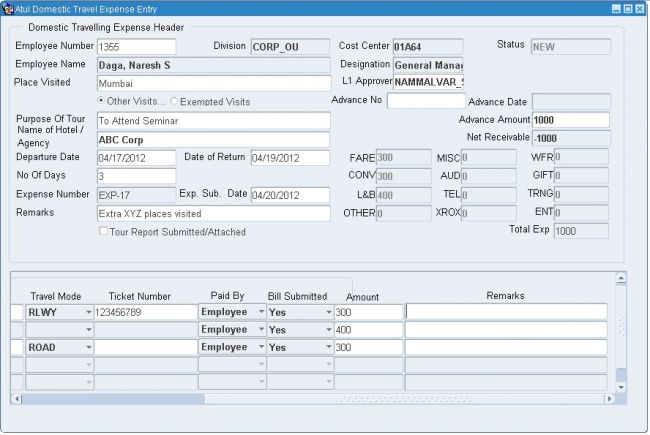 Atul Domestic Travel Expense Entry
Domestic Travelling Expense Header
Employee Number 1355 Division CORP_OU Cost Center 01A64 Status NEW
Employee Name Daga, Naresh S Designation General Manag
Place Visited Mumbai L1 Approver NAMMALVAR_S
Other Visits... Exempted Visits Advance No Advance Date
Purpose Of Tour To Attend Seminar Advance Amount 1000
Name of Hotel / Agency ABC Corp Net Receivable -1000
Departure Date 04/17/2012 Date of Return 04/19/2012 FARE 300 MISC 0 WFR 0
No Of Days 3 CONV 300 AUD 0 GIFT 0
Expense Number EXP-17 Exp. Sub. Date 04/20/2012 L&B 400 TEL 0 TRNG 0
Remarks Extra XYZ places visited OTHER 0 XROX 0 ENT 0
Tour Report Submitted/Attached Total Exp 1000
Travel Mode Ticket Number Paid By Bill Submitted Amount Remarks
RLWY 123456789 Employee Yes 300
Employee Yes 400
ROAD Employee Yes 300